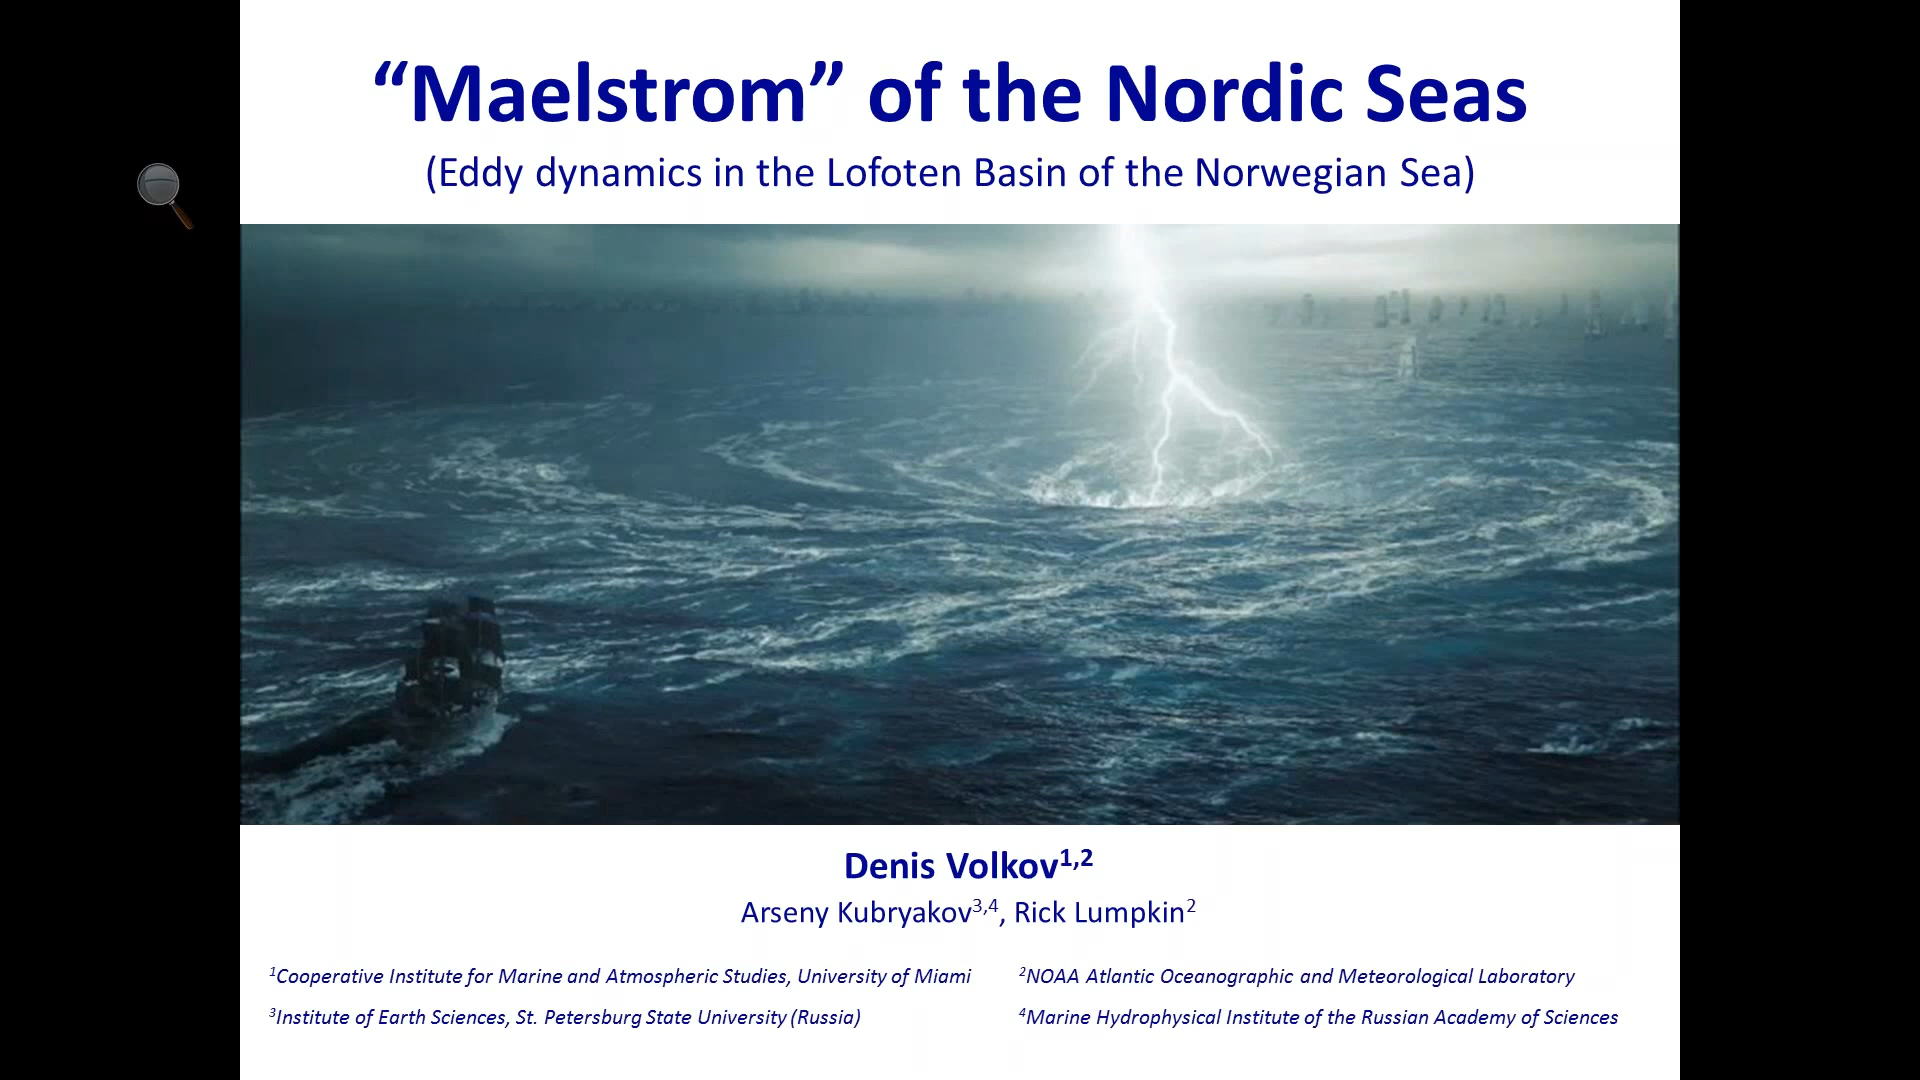 “Maelstrom” of the Nordic Seas
(Eddy dynamics in the Lofoten Basin of the Norwegian Sea)
Denis Volkov1,2
Arseny Kubryakov3,4, Rick Lumpkin2
1Cooperative Institute for Marine and Atmospheric Studies, University of Miami
2NOAA Atlantic Oceanographic and Meteorological Laboratory
3Institute of Earth Sciences, St. Petersburg State University (Russia)
4Marine Hydrophysical Institute of the Russian Academy of Sciences